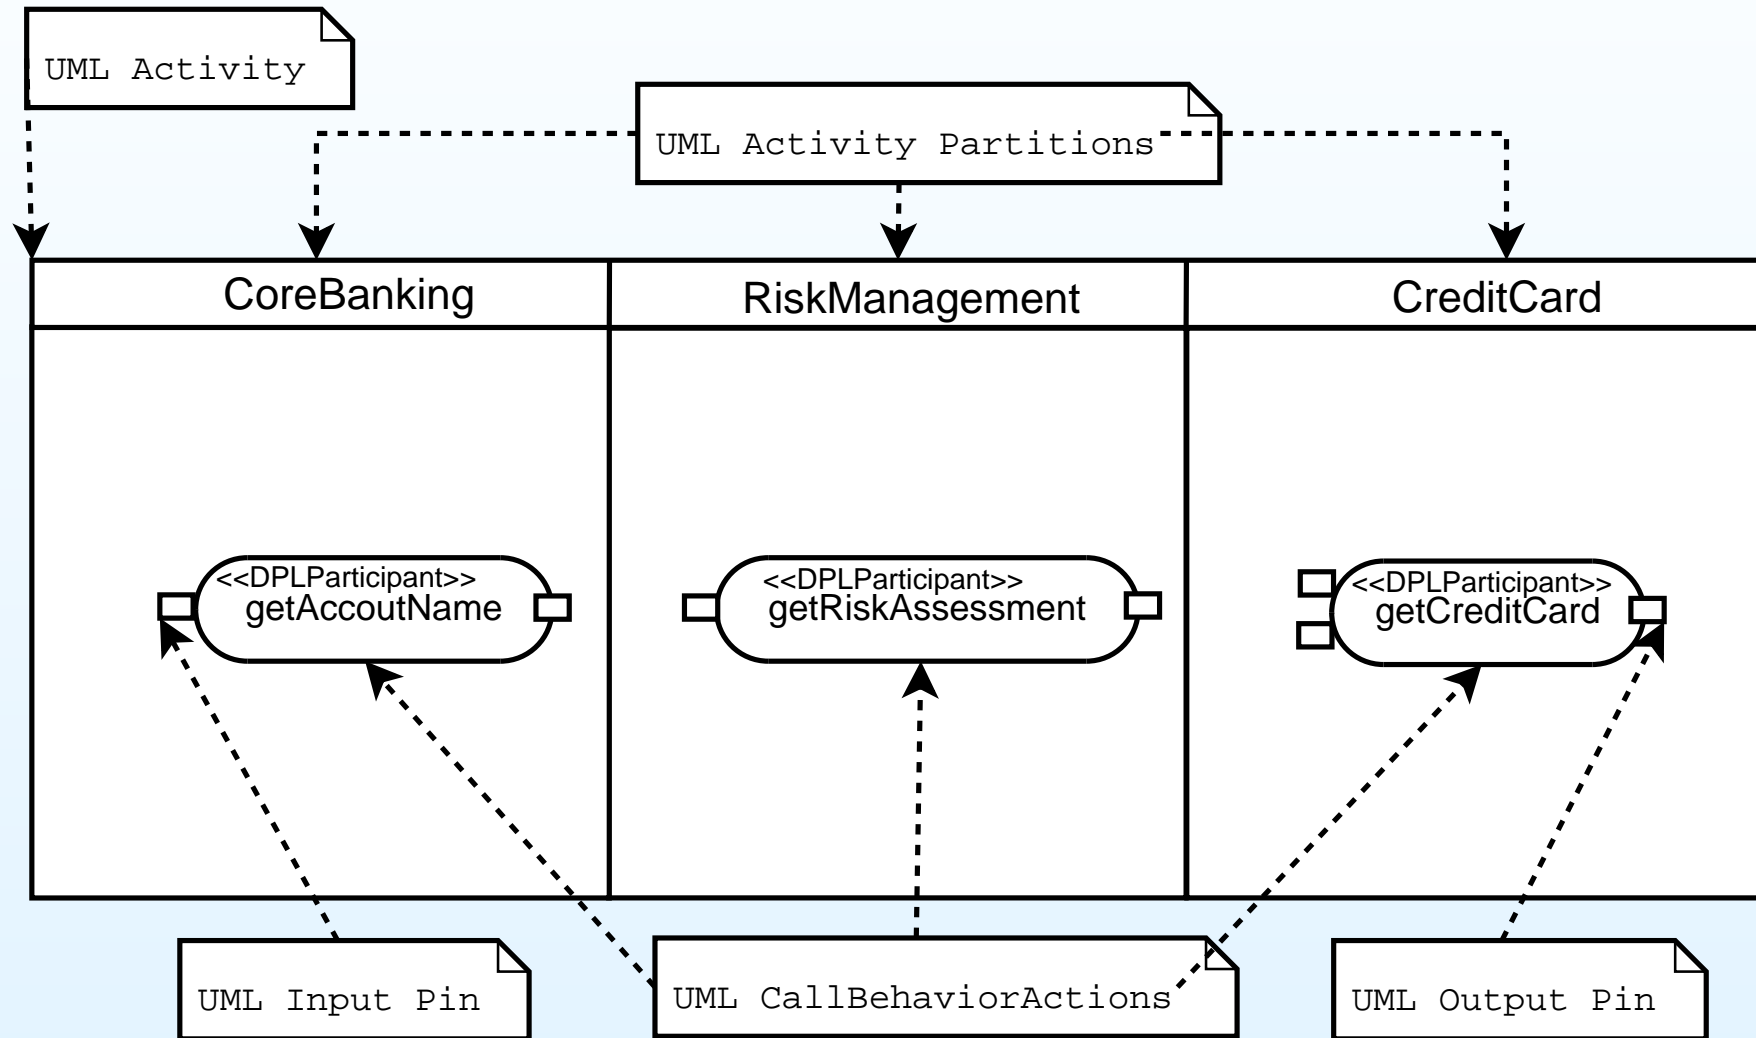 UML Activity
UML Activity Partitions
CoreBanking
RiskManagement
CreditCard
<<DPLParticipant>>
getAccoutName
<<DPLParticipant>>
getRiskAssessment
<<DPLParticipant>>
getCreditCard
UML Input Pin
UML CallBehaviorActions
UML Output Pin